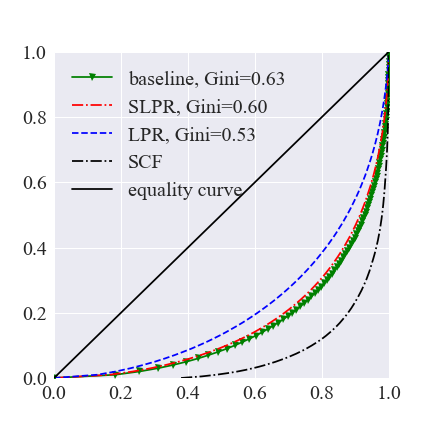 1.0
baseline, Gini=0.63
SLPR, Gini=0.60
0.8
LPR, Gini=0.53
SCF
0.6
equality curve
0.4
0.2
0.0
0.0 0.2 0.4 0.6 0.8 1.0